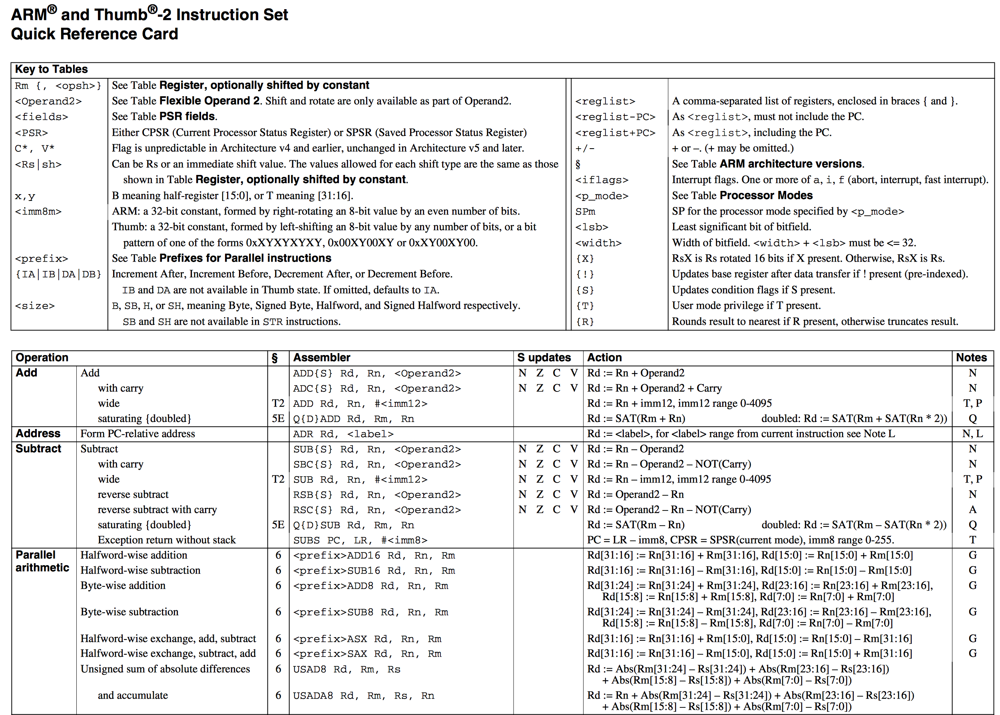 ARM® and Thumb®-2 Instruction Set
Quick Reference Card
Key to Tables
Rm {, <opsh>} See Table Register, optionally shifted by constant
<Operand2> See Table Flexible Operand 2. Shift and rotate are only available as part of Operand2. <reglist> A comma-separated list of registers, enclosed in braces { and }.
<fields> See Table PSR fields. <reglist-PC> As <reglist>, must not include the PC.
<PSR> Either CPSR (Current Processor Status Register) or SPSR (Saved Processor Status Register) <reglist+PC> As <reglist>, including the PC.
C*, V* Flag is unpredictable in Architecture v4 and earlier, unchanged in Architecture v5 and later. +/- + or –. (+ may be omitted.)
<Rs|sh> Can be Rs or an immediate shift value. The values allowed for each shift type are the same as those § See Table ARM architecture versions.
shown in Table Register, optionally shifted by constant. <iflags> Interrupt flags. One or more of a, i, f (abort, interrupt, fast interrupt).
x,y B meaning half-register [15:0], or T meaning [31:16]. <p_mode> See Table Processor Modes
<imm8m> ARM: a 32-bit constant, formed by right-rotating an 8-bit value by an even number of bits. SPm SP for the processor mode specified by <p_mode>
Thumb: a 32-bit constant, formed by left-shifting an 8-bit value by any number of bits, or a bit <lsb> Least significant bit of bitfield.
pattern of one of the forms 0xXYXYXYXY, 0x00XY00XY or 0xXY00XY00. <width> Width of bitfield. <width> + <lsb> must be <= 32.
<prefix> See Table Prefixes for Parallel instructions {X} RsX is Rs rotated 16 bits if X present. Otherwise, RsX is Rs.
{IA|IB|DA|DB} Increment After, Increment Before, Decrement After, or Decrement Before. {!} Updates base register after data transfer if ! present (pre-indexed).
IB and DA are not available in Thumb state. If omitted, defaults to IA. {S} Updates condition flags if S present.
<size> B, SB, H, or SH, meaning Byte, Signed Byte, Halfword, and Signed Halfword respectively. {T} User mode privilege if T present.
SB and SH are not available in STR instructions. {R} Rounds result to nearest if R present, otherwise truncates result.
Operation § Assembler S updates Action Notes
Add Add ADD{S} Rd, Rn, <Operand2> N Z C V Rd := Rn + Operand2 N
with carry ADC{S} Rd, Rn, <Operand2> N Z C V Rd := Rn + Operand2 + Carry N
wide T2 ADD Rd, Rn, #<imm12> Rd := Rn + imm12, imm12 range 0-4095 T, P
saturating {doubled} 5E Q{D}ADD Rd, Rm, Rn Rd := SAT(Rm + Rn) doubled: Rd := SAT(Rm + SAT(Rn * 2)) Q
Address Form PC-relative address ADR Rd, <label> Rd := <label>, for <label> range from current instruction see Note L N, L
Subtract Subtract SUB{S} Rd, Rn, <Operand2> N Z C V Rd := Rn – Operand2 N
with carry SBC{S} Rd, Rn, <Operand2> N Z C V Rd := Rn – Operand2 – NOT(Carry) N
wide T2 SUB Rd, Rn, #<imm12> N Z C V Rd := Rn – imm12, imm12 range 0-4095 T, P
reverse subtract RSB{S} Rd, Rn, <Operand2> N Z C V Rd := Operand2 – Rn N
reverse subtract with carry RSC{S} Rd, Rn, <Operand2> N Z C V Rd := Operand2 – Rn – NOT(Carry) A
saturating {doubled} 5E Q{D}SUB Rd, Rm, Rn Rd := SAT(Rm – Rn) doubled: Rd := SAT(Rm – SAT(Rn * 2)) Q
Exception return without stack SUBS PC, LR, #<imm8> PC = LR – imm8, CPSR = SPSR(current mode), imm8 range 0-255. T
Parallel Halfword-wise addition 6 <prefix>ADD16 Rd, Rn, Rm Rd[31:16] := Rn[31:16] + Rm[31:16], Rd[15:0] := Rn[15:0] + Rm[15:0] G
arithmetic Halfword-wise subtraction 6 <prefix>SUB16 Rd, Rn, Rm Rd[31:16] := Rn[31:16] – Rm[31:16], Rd[15:0] := Rn[15:0] – Rm[15:0] G
Byte-wise addition 6 <prefix>ADD8 Rd, Rn, Rm Rd[31:24] := Rn[31:24] + Rm[31:24], Rd[23:16] := Rn[23:16] + Rm[23:16], G
Rd[15:8] := Rn[15:8] + Rm[15:8], Rd[7:0] := Rn[7:0] + Rm[7:0]
Byte-wise subtraction 6 <prefix>SUB8 Rd, Rn, Rm Rd[31:24] := Rn[31:24] – Rm[31:24], Rd[23:16] := Rn[23:16] – Rm[23:16], G
Rd[15:8] := Rn[15:8] – Rm[15:8], Rd[7:0] := Rn[7:0] – Rm[7:0]
Halfword-wise exchange, add, subtract 6 <prefix>ASX Rd, Rn, Rm Rd[31:16] := Rn[31:16] + Rm[15:0], Rd[15:0] := Rn[15:0] – Rm[31:16] G
Halfword-wise exchange, subtract, add 6 <prefix>SAX Rd, Rn, Rm Rd[31:16] := Rn[31:16] – Rm[15:0], Rd[15:0] := Rn[15:0] + Rm[31:16] G
Unsigned sum of absolute differences 6 USAD8 Rd, Rm, Rs Rd := Abs(Rm[31:24] – Rs[31:24]) + Abs(Rm[23:16] – Rs[23:16])
+ Abs(Rm[15:8] – Rs[15:8]) + Abs(Rm[7:0] – Rs[7:0])
and accumulate 6 USADA8 Rd, Rm, Rs, Rn Rd := Rn + Abs(Rm[31:24] – Rs[31:24]) + Abs(Rm[23:16] – Rs[23:16])
+ Abs(Rm[15:8] – Rs[15:8]) + Abs(Rm[7:0] – Rs[7:0])